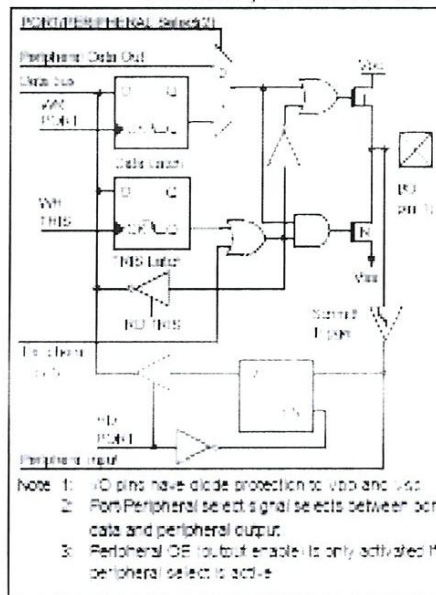 PORT/PERIPHERAL Select(2)
Peripheral Data Out
Data bus
WR
PORT
D Q
CK Q
Data Latch
WR
TRIS
D Q
CK Q
TRIS Latch
RD TRIS
Peripheral
RD
PORT
Peripheral input
VDD
I/O
N
Vss
Schmitt
Trigger
Note 1: I/O pins have diode protection to VDD and VSS
2: Port/Peripheral select signal selects between port
data and peripheral output
3: Peripheral OE (output enable) is only activated if
peripheral select is active